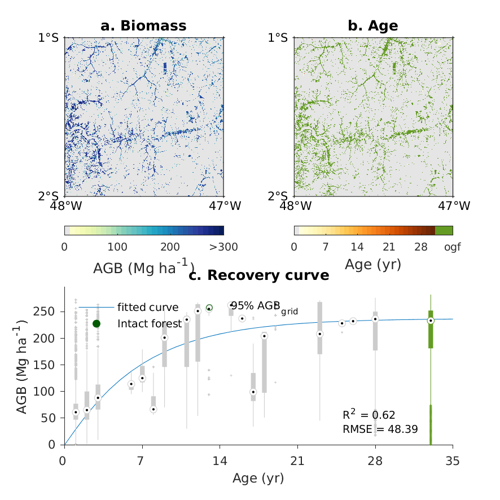 a. Biomass
b. Age
1°S
2°S
48°W
47°W
1°S
2°S
48°W
47°W
0
100
200
>300
AGB (Mg ha⁻¹)
0
7
14
21
28
ogf
Age (yr)
c. Recovery curve
fitted curve
95% AGB grid
Intact forest
250
200
150
100
50
0
AGB (Mg ha⁻¹)
R² = 0.62
RMSE = 48.39
0
7
14
21
28
35
Age (yr)